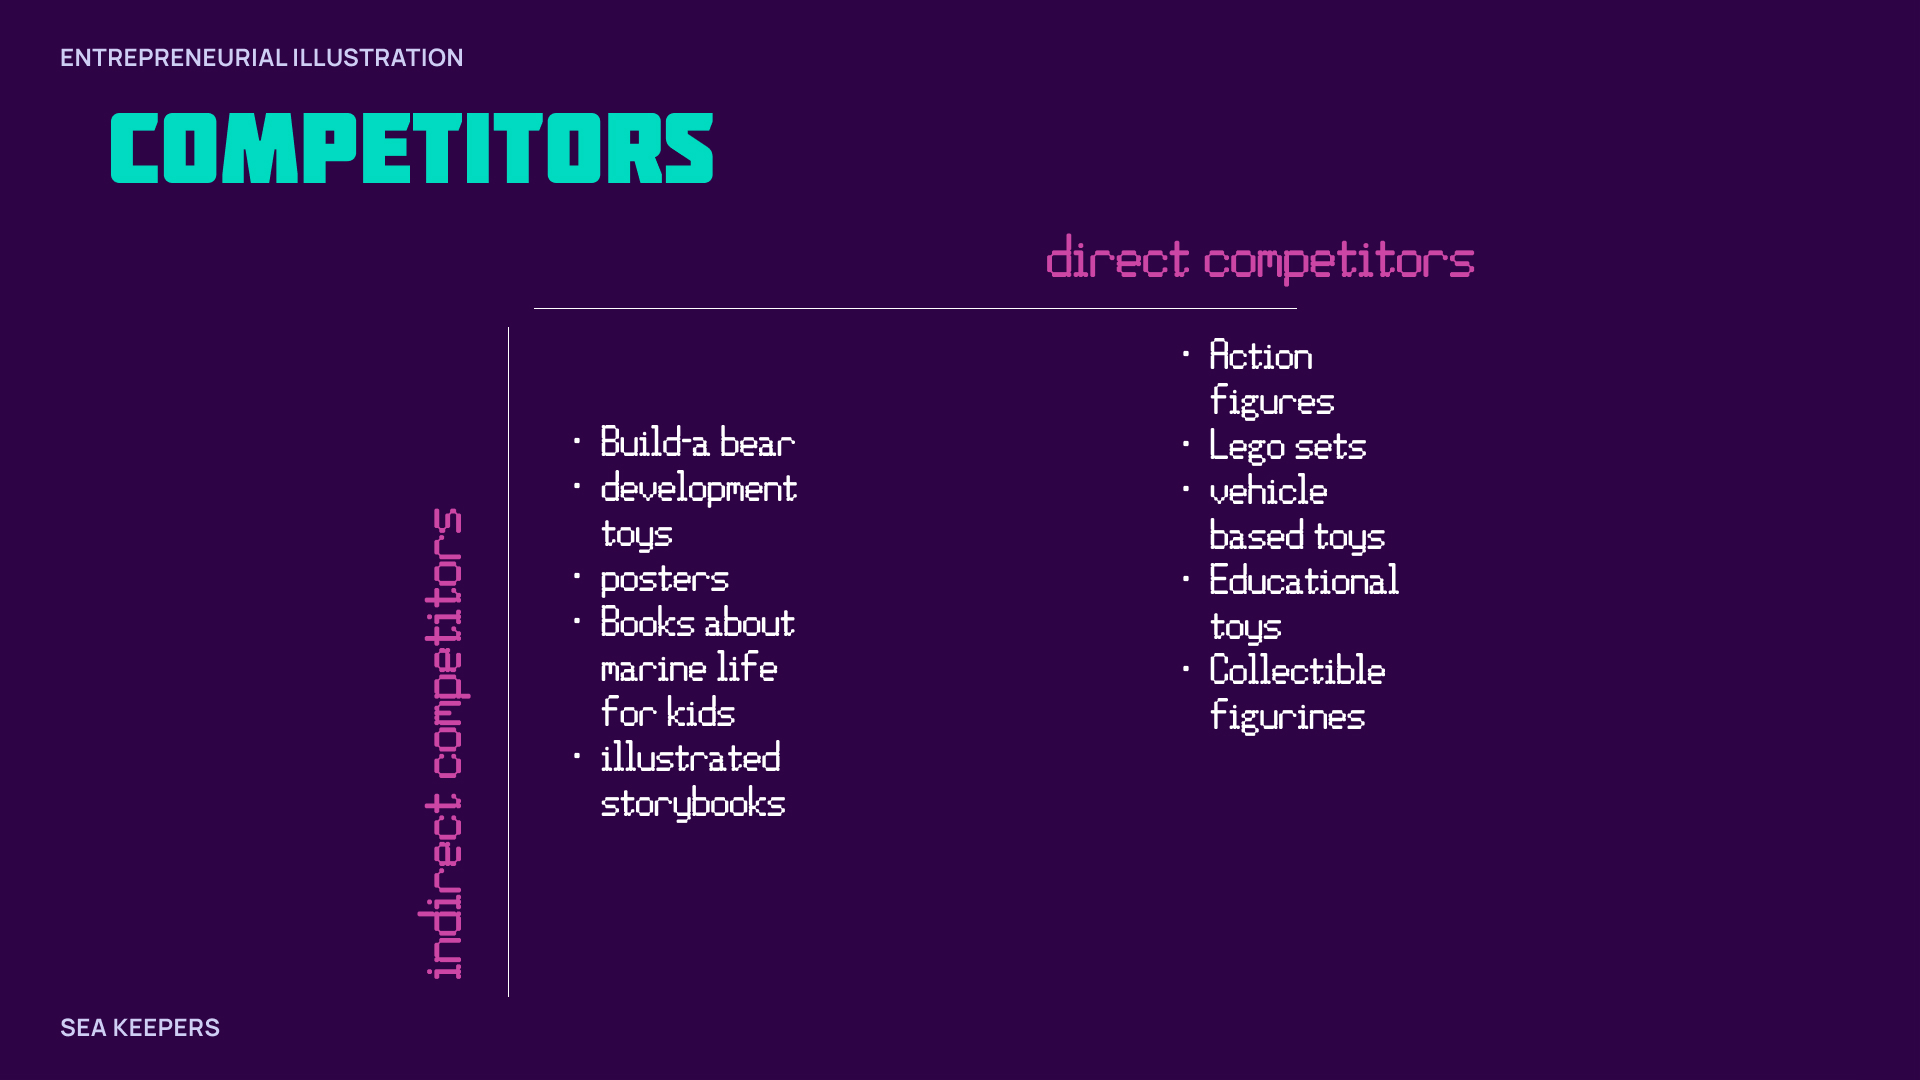 ENTREPRENEURIAL ILLUSTRATION
COMPETITORS
direct competitors
indirect competitors
• Build-a bear
• development
toys
• posters
• Books about
marine life
for kids
• illustrated
storybooks
• Action
figures
• Lego sets
• vehicle
based toys
• Educational
toys
• Collectible
figurines
SEA KEEPERS